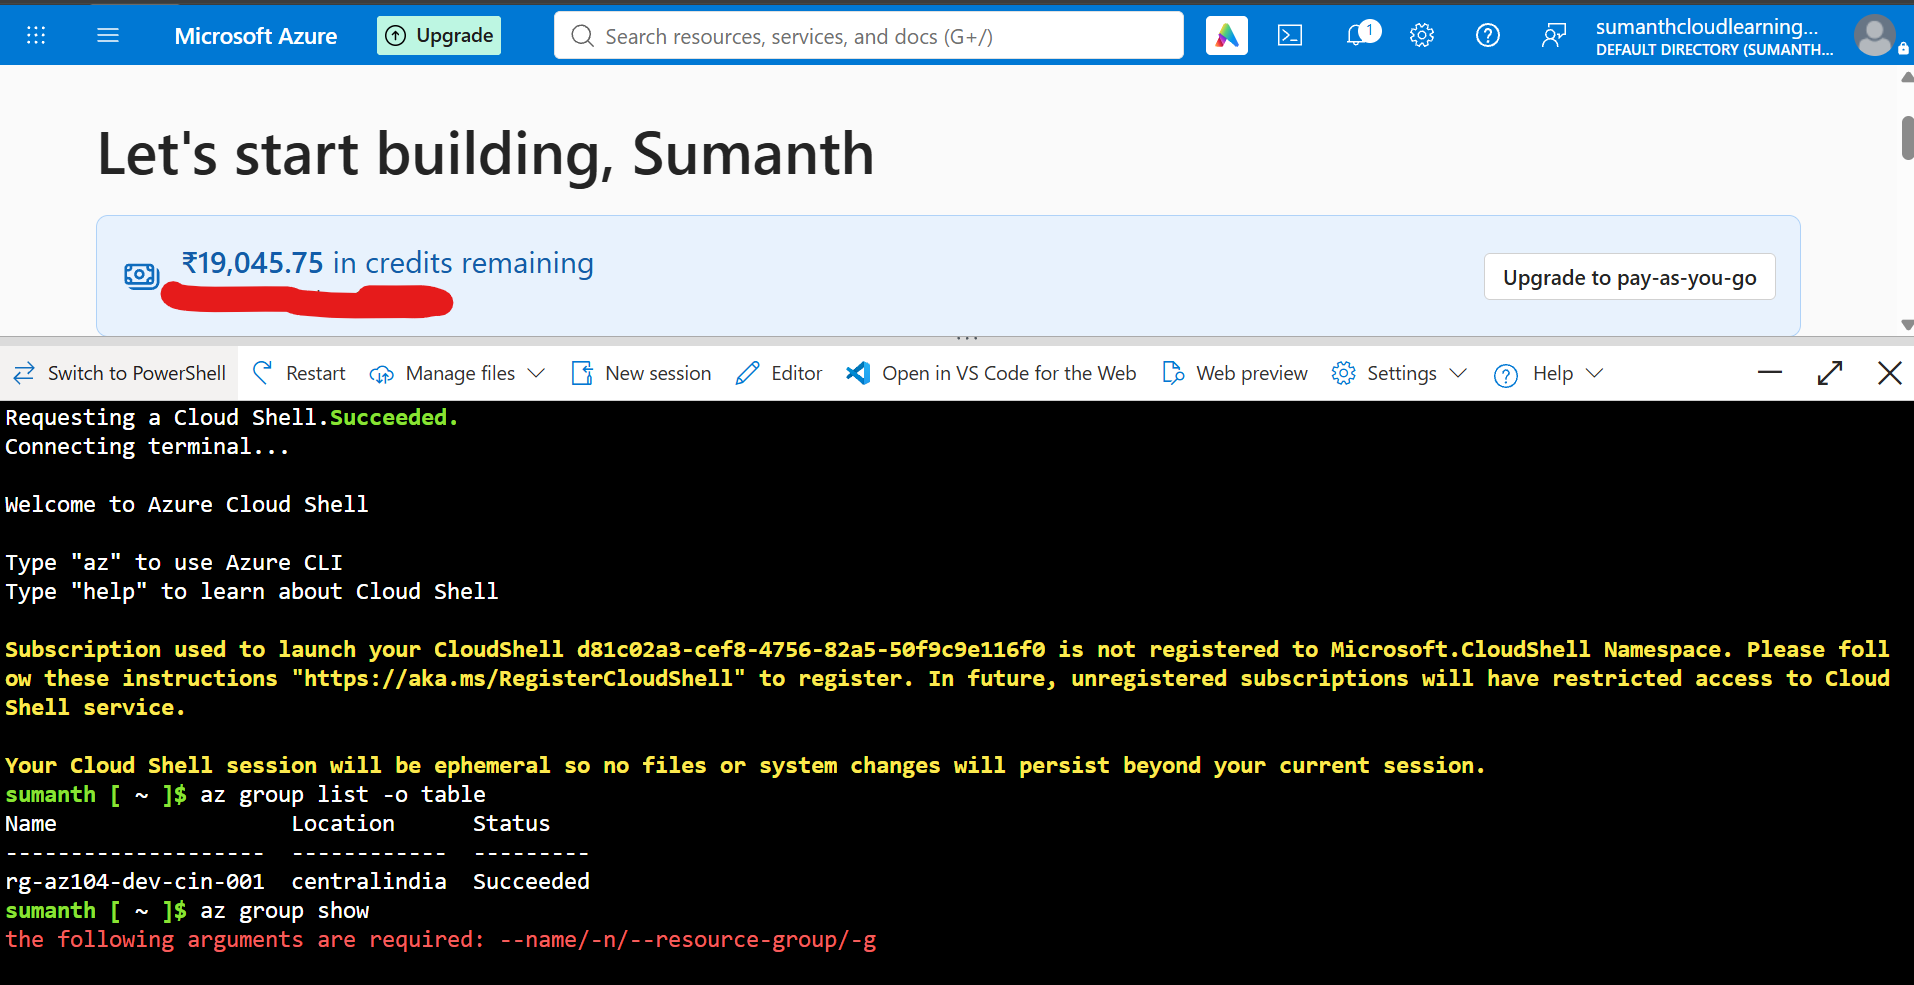 Microsoft Azure
Upgrade
Search resources, services, and docs (G+/)
1
sumanthcloudlearning...
DEFAULT DIRECTORY (SUMANTH...
Let's start building, Sumanth
₹19,045.75 in credits remaining
Upgrade to pay-as-you-go
Switch to PowerShell
Restart
Manage files
New session
Editor
Open in VS Code for the Web
Web preview
Settings
Help
Requesting a Cloud Shell.Succeeded.
Connecting terminal...
Welcome to Azure Cloud Shell
Type "az" to use Azure CLI
Type "help" to learn about Cloud Shell
Subscription used to launch your CloudShell d81c02a3-cef8-4756-82a5-50f9c9e116f0 is not registered to Microsoft.CloudShell Namespace. Please foll
ow these instructions "https://aka.ms/RegisterCloudShell" to register. In future, unregistered subscriptions will have restricted access to Cloud
Shell service.
Your Cloud Shell session will be ephemeral so no files or system changes will persist beyond your current session.
sumanth [ ~ ]$ az group list -o table
Name                  Location      Status
--------------------  ------------  ---------
rg-az104-dev-cin-001  centralindia  Succeeded
sumanth [ ~ ]$ az group show
the following arguments are required: --name/-n/--resource-group/-g